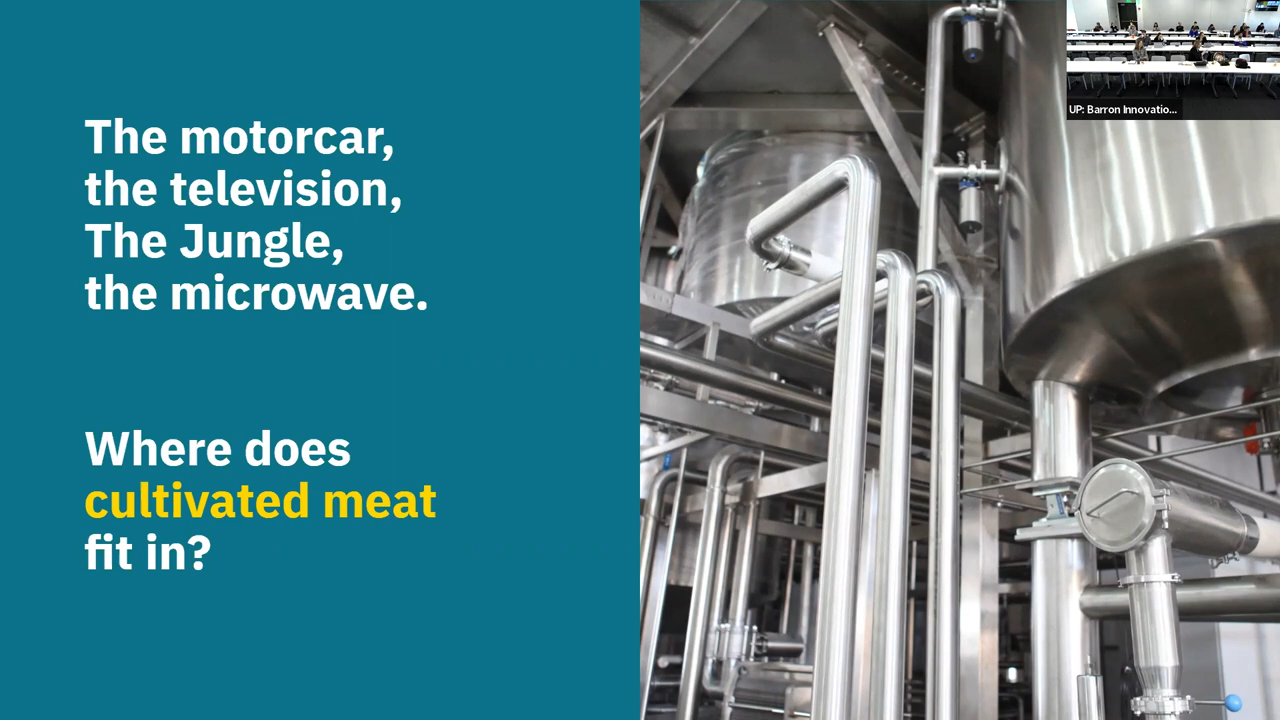 The motorcar,
the television,
The Jungle,
the microwave.
Where does
cultivated meat
fit in?
UP: Barron Innovatio...